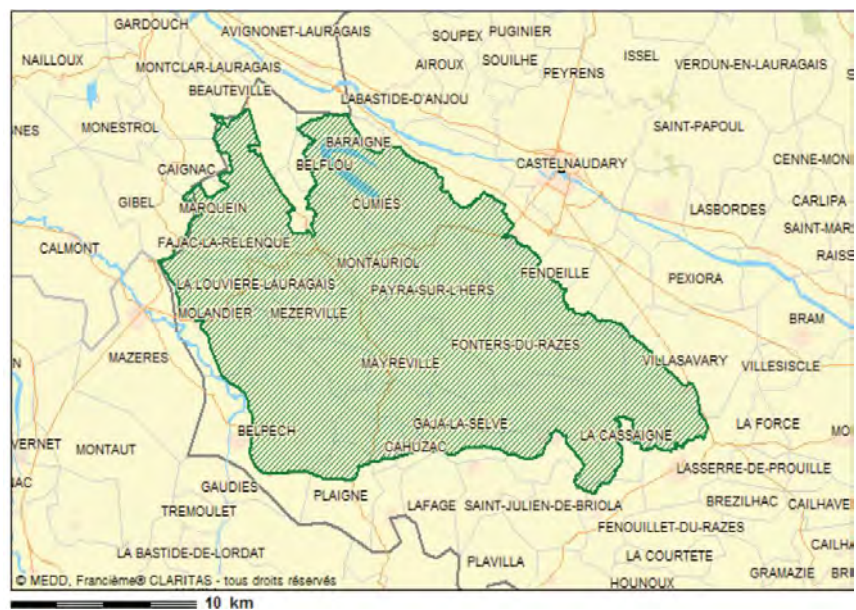 GARDOUCH
AVIGNONET-LAURAGAIS
SOUPEX
PUGINIER
NAILLOUX
MONTCLAR-LAURAGAIS
AIROUX
SOUILHE
ISSEL
VERDUN-EN-LAURAGAIS
PEYRENS
BEAUTEVILLE
LABASTIDE-D'ANJOU
NES
MONESTROL
BARAIGNE
SAINT-PAPOUL
CAIGNAC
BELFLOU
CASTELNAUDARY
CENNE-MONE
GIBEL
MARQUEIN
CUMIES
LASBORDES
CARLIPA
SAINT-MAR
CALMONT
FAJAC-LA-RELENQUE
RAISS
MONTAURIOL
FENDEILLE
PEXIORA
LA LOUVIERE-LAURAGAIS
PAYRA-SUR-L'HERS
MOLANDIER
MEZERVILLE
BRAM
MAZERES
MAYREVILLE
FONTERS-DU-RAZES
VILLASAVARY
VILLESISCLE
BELPECH
GAJA-LA-SELVE
LA CASSAIGNE
LA FORCE
MO
VERNET
MONTAUT
CAHUZAC
NAC
GAUDIES
PLAIGNE
LASSERRE-DE-PROUILLE
TREMOULET
LAFAGE
SAINT-JULIEN-DE-BRIOLA
BREZILHAC
CAILHAVE
FENOUILLET-DU-RAZES
LA BASTIDE-DE-LORDAT
PLAVILLA
LA COURTETE
CAILHA
HOUNOUX
GRAMAZIE
BRI
© MEDD, Francième® CLARITAS - tous droits réservés
10 km